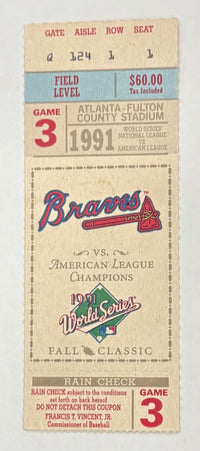 GATE AISLE ROW SEAT
Q 124 1 1
FIELD LEVEL $60.00 Tax Included
GAME 3
ATLANTA-FULTON
COUNTY STADIUM
1991 WORLD SERIES
NATIONAL LEAGUE
VS
AMERICAN LEAGUE
Braves
VS.
AMERICAN LEAGUE
CHAMPIONS
1991
World Series
FALL CLASSIC
RAIN CHECK
RAIN CHECK subject to the conditions
set forth on back hereof
DO NOT DETACH THIS COUPON
FRANCIS T. VINCENT, JR.
Commissioner of Baseball
GAME
3